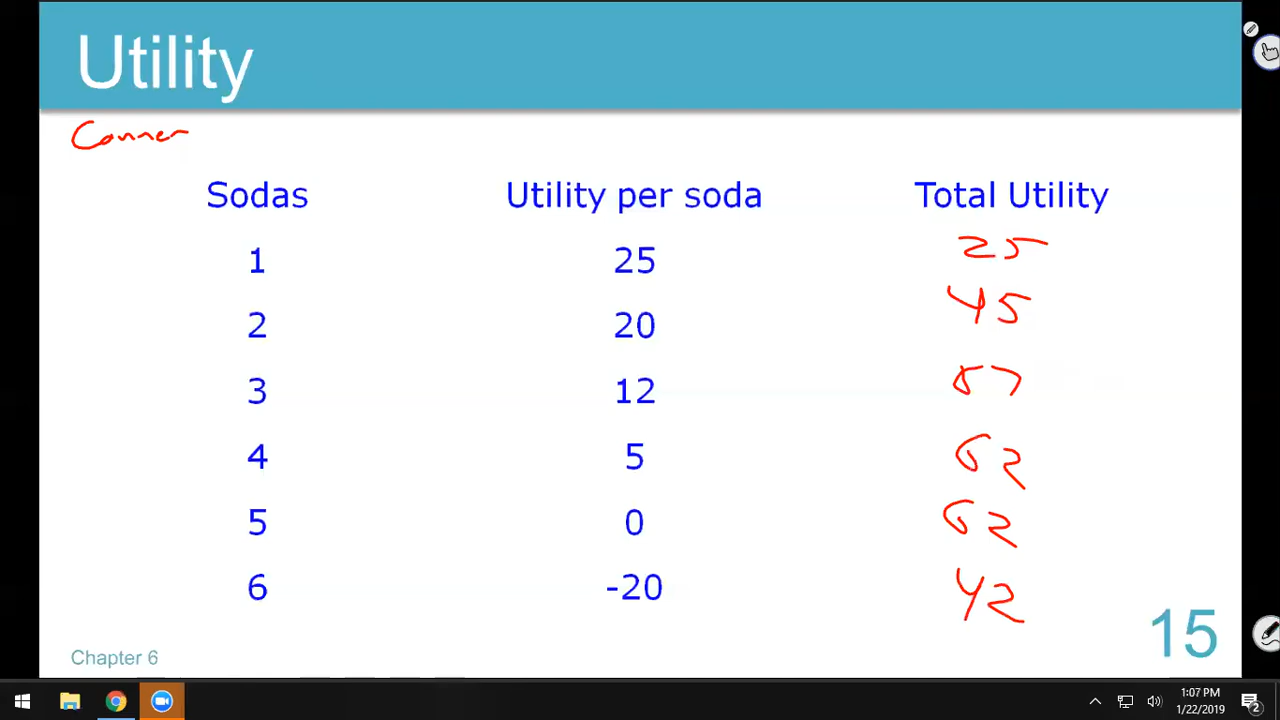 Utility
Conner
Sodas Utility per soda Total Utility
1 25 25
2 20 45
3 12 57
4 5 62
5 0 62
6 -20 42
15
Chapter 6
1:07 PM
1/22/2019
2